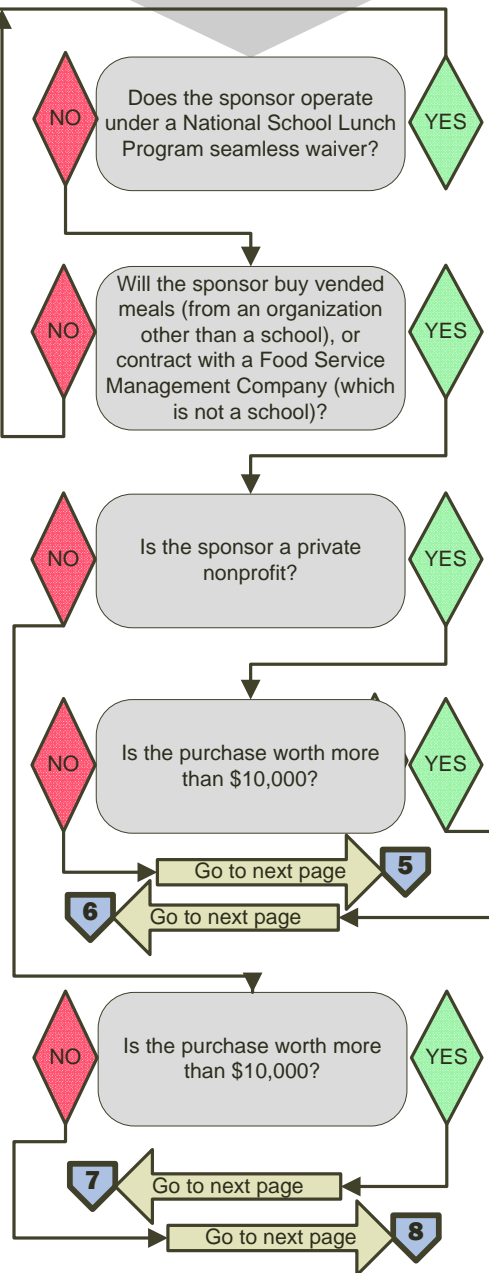 NO
Does the sponsor operate
under a National School Lunch
Program seamless waiver?
YES
NO
Will the sponsor buy vended
meals (from an organization
other than a school), or
contract with a Food Service
Management Company (which
is not a school)?
YES
NO
Is the sponsor a private
nonprofit?
YES
NO
Is the purchase worth more
than $10,000?
YES
Go to next page
5
6
Go to next page
NO
Is the purchase worth more
than $10,000?
YES
7
Go to next page
Go to next page
8